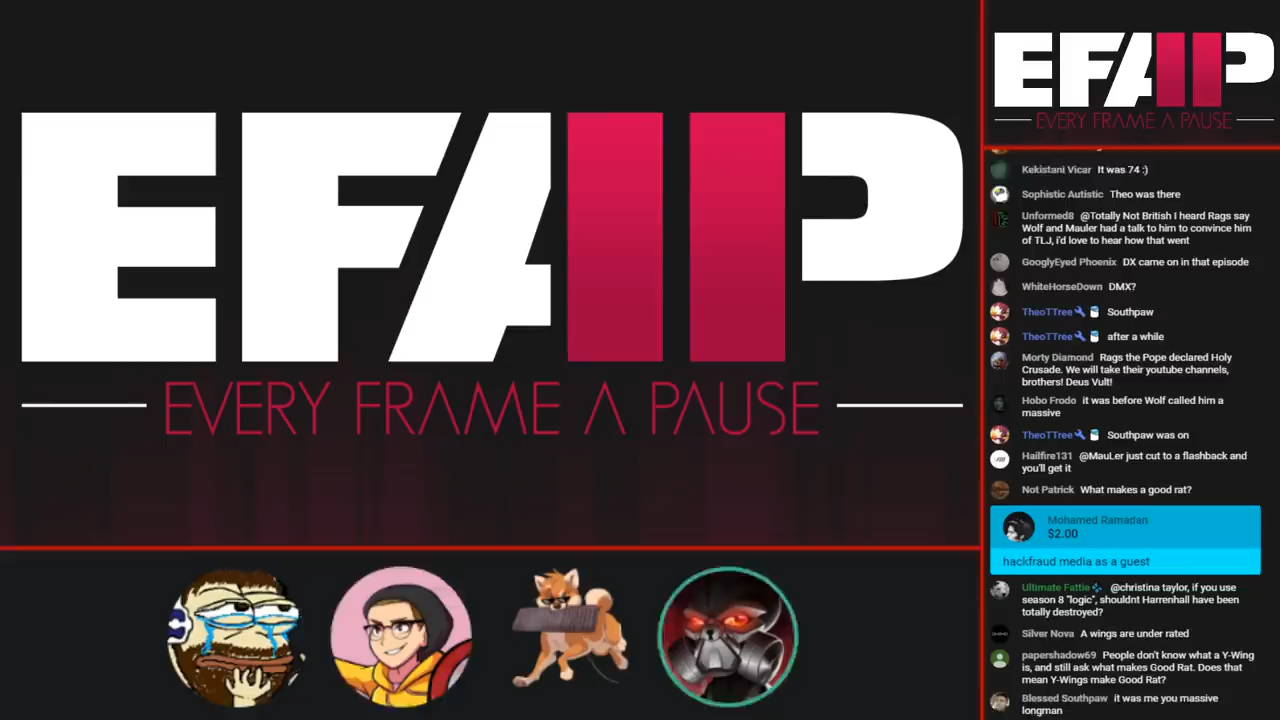 EFAP
EVERY FRAME A PAUSE
EFAP
EVERY FRAME A PAUSE
Kekistani Vicar It was 74 :)
Sophistic Autistic Theo was there
Unformed8 @Totally Not British I heard Rags say
Wolf and Mauler had a talk to him to convince him
of TLJ, i'd love to hear how that went
GooglyEyed Phoenix DX came on in that episode
WhiteHorseDown DMX?
TheoTTree Southpaw
TheoTTree after a while
Morty Diamond Rags the Pope declared Holy
Crusade. We will take their youtube channels,
brothers! Deus Vult!
Hobo Frodo it was before Wolf called him a
massive
TheoTTree Southpaw was on
Hailfire131 @MauLer just cut to a flashback and
you'll get it
Not Patrick What makes a good rat?
Mohamed Ramadan
$2.00
hackfraud media as a guest
Ultimate Fattie @christina taylor, if you use
season 8 "logic", shouldnt Harrenhall have been
totally destroyed?
Silver Nova A wings are under rated
papershadow69 People don't know what a Y-Wing
is, and still ask what makes Good Rat. Does that
mean Y-Wings make Good Rat?
Blessed Southpaw it was me you massive
longman